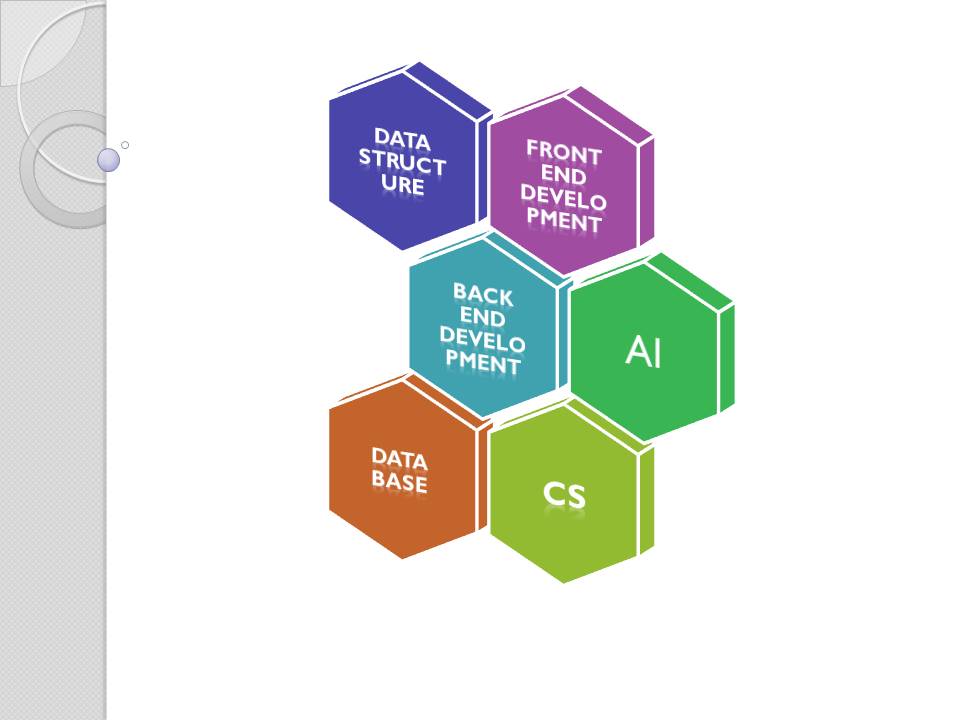 DATA
STRUCT
URE
FRONT
END
DEVELO
PMENT
BACK
END
DEVELO
PMENT
AI
DATA
BASE
CS